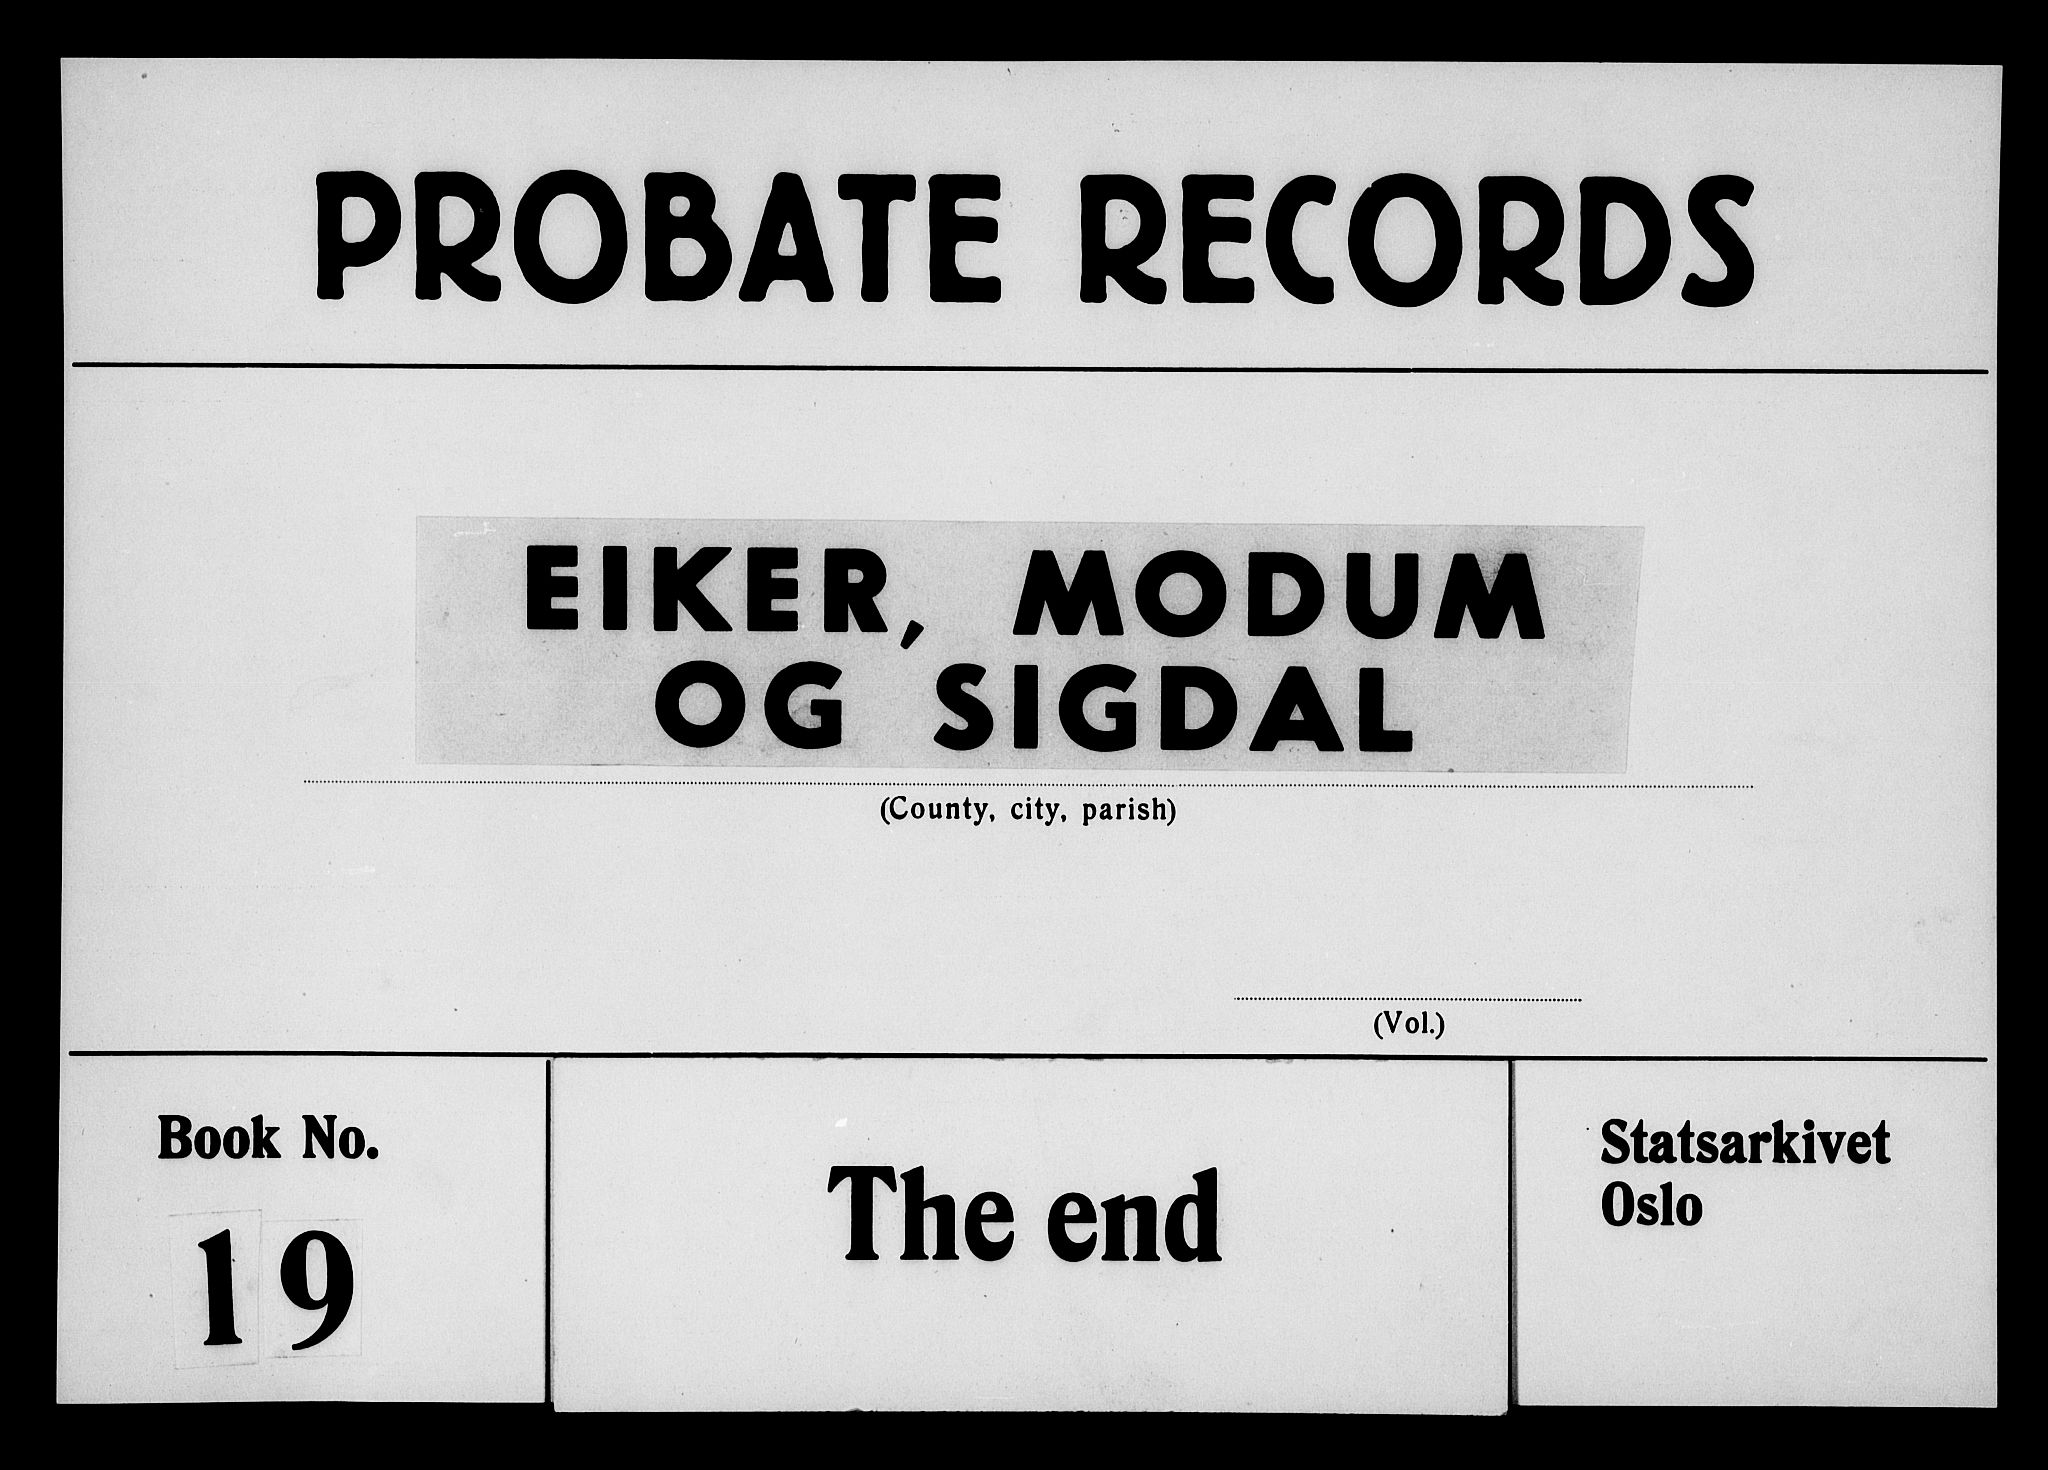 PROBATE RECORDS
EIKER, MODUM
OG SIGDAL
(County, city, parish)
(Vol.)
Book No.
19
The end
Statsarkivet
Oslo